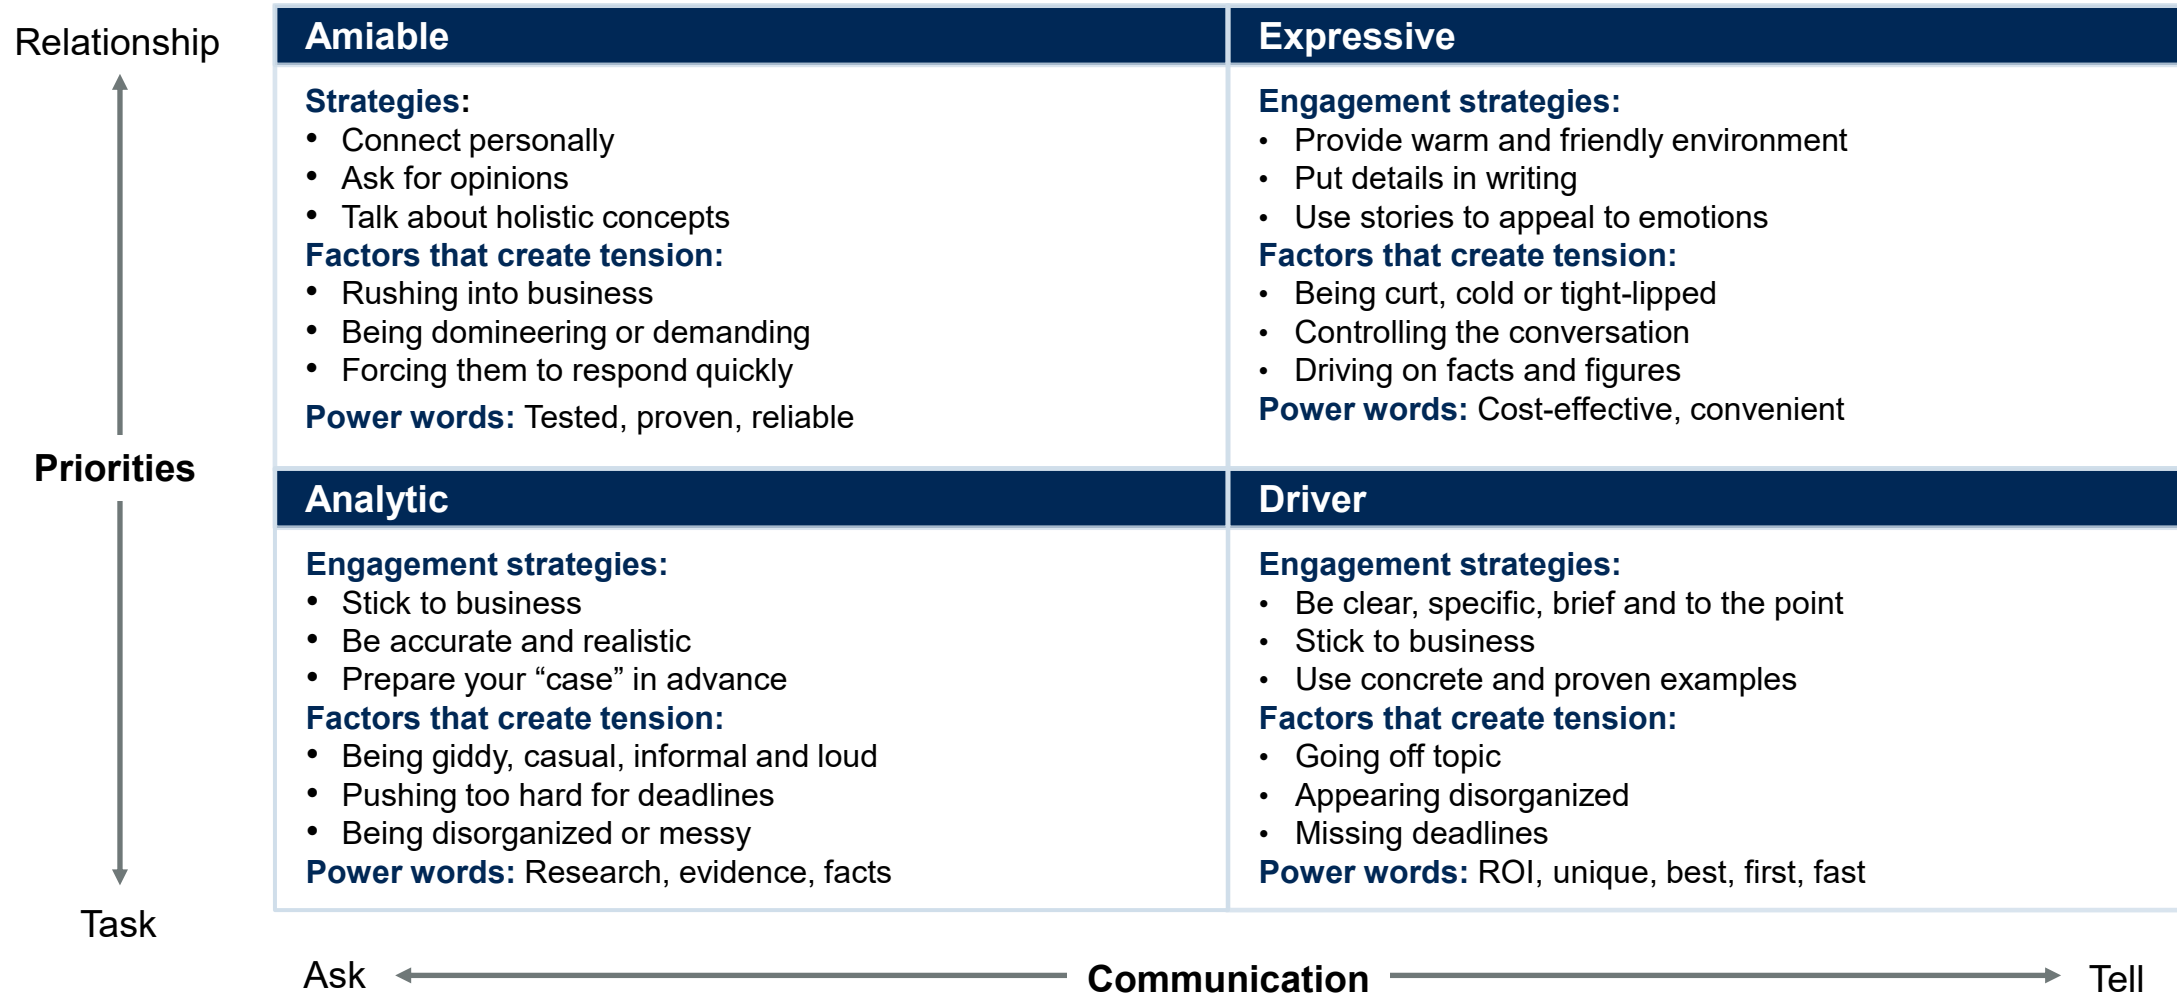 Relationship
Priorities
Task
Amiable
Strategies:
• Connect personally
• Ask for opinions
• Talk about holistic concepts
Factors that create tension:
• Rushing into business
• Being domineering or demanding
• Forcing them to respond quickly
Power words: Tested, proven, reliable
Expressive
Engagement strategies:
• Provide warm and friendly environment
• Put details in writing
• Use stories to appeal to emotions
Factors that create tension:
• Being curt, cold or tight-lipped
• Controlling the conversation
• Driving on facts and figures
Power words: Cost-effective, convenient
Analytic
Engagement strategies:
• Stick to business
• Be accurate and realistic
• Prepare your “case” in advance
Factors that create tension:
• Being giddy, casual, informal and loud
• Pushing too hard for deadlines
• Being disorganized or messy
Power words: Research, evidence, facts
Driver
Engagement strategies:
• Be clear, specific, brief and to the point
• Stick to business
• Use concrete and proven examples
Factors that create tension:
• Going off topic
• Appearing disorganized
• Missing deadlines
Power words: ROI, unique, best, first, fast
Ask
Communication
Tell